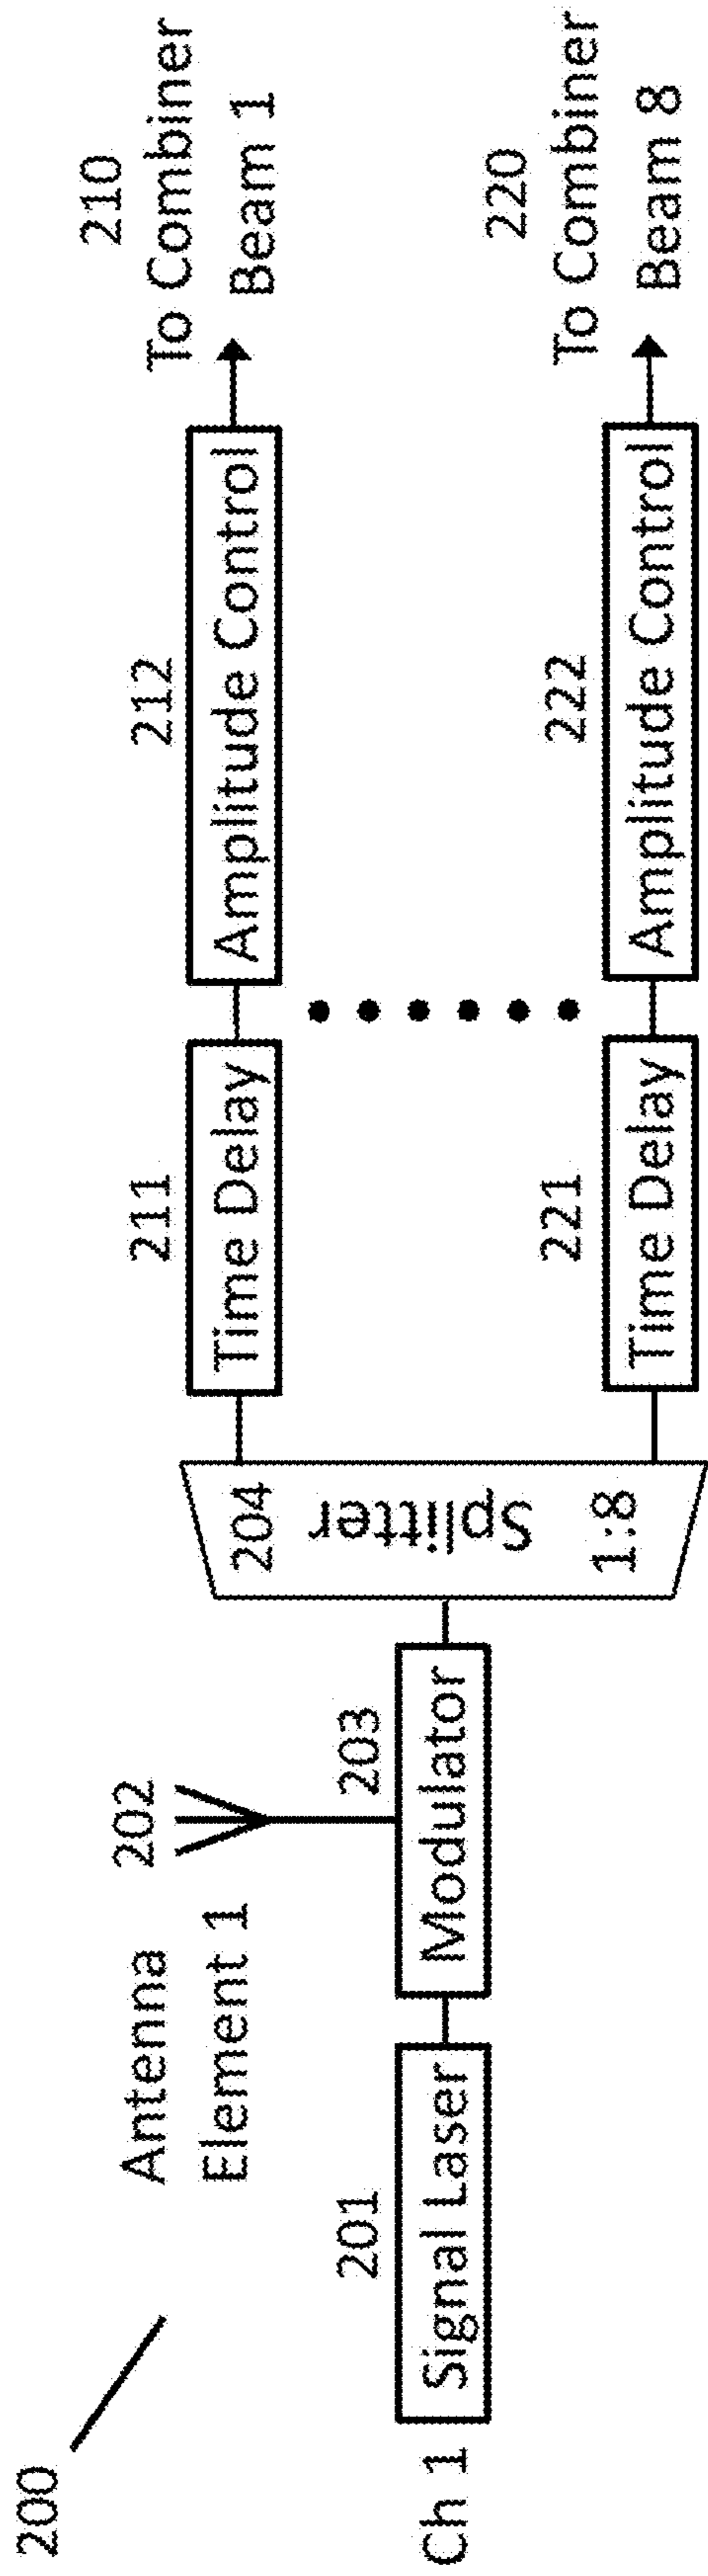 200
Ch 1
201
Signal Laser
Antenna
Element 1
202
203
Modulator
204
Splitter
1:8
211
Time Delay
212
Amplitude Control
210
To Combiner
Beam 1
221
Time Delay
222
Amplitude Control
220
To Combiner
Beam 8